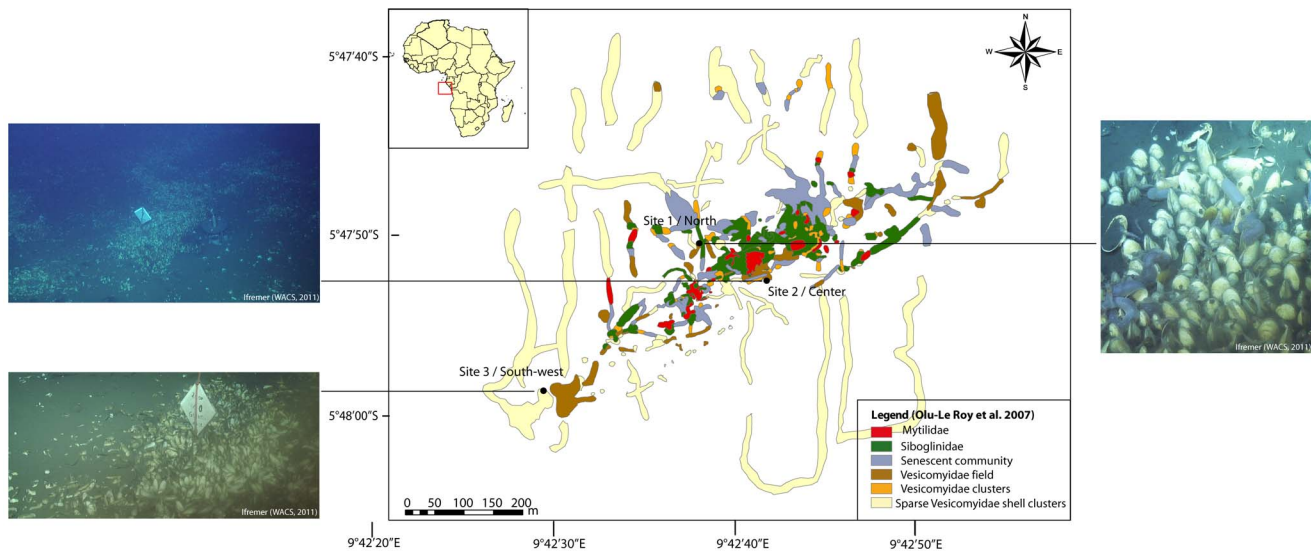 5°47'40"S
N
W
E
S
Site 1 / North
5°47'50"S
Site 2 / Center
Ifremer (WACS, 2011)
Ifremer (WACS, 2011)
Site 3 / South-west
5°48'00"S
Legend (Olu-Le Roy et al. 2007)
Mytilidae
Siboglinidae
Senescent community
Vesicomyidae field
Vesicomyidae clusters
Sparse Vesicomyidae shell clusters
0 50 100 150 200
m
Ifremer (WACS, 2011)
9°42'20"E 9°42'30"E 9°42'40"E 9°42'50"E